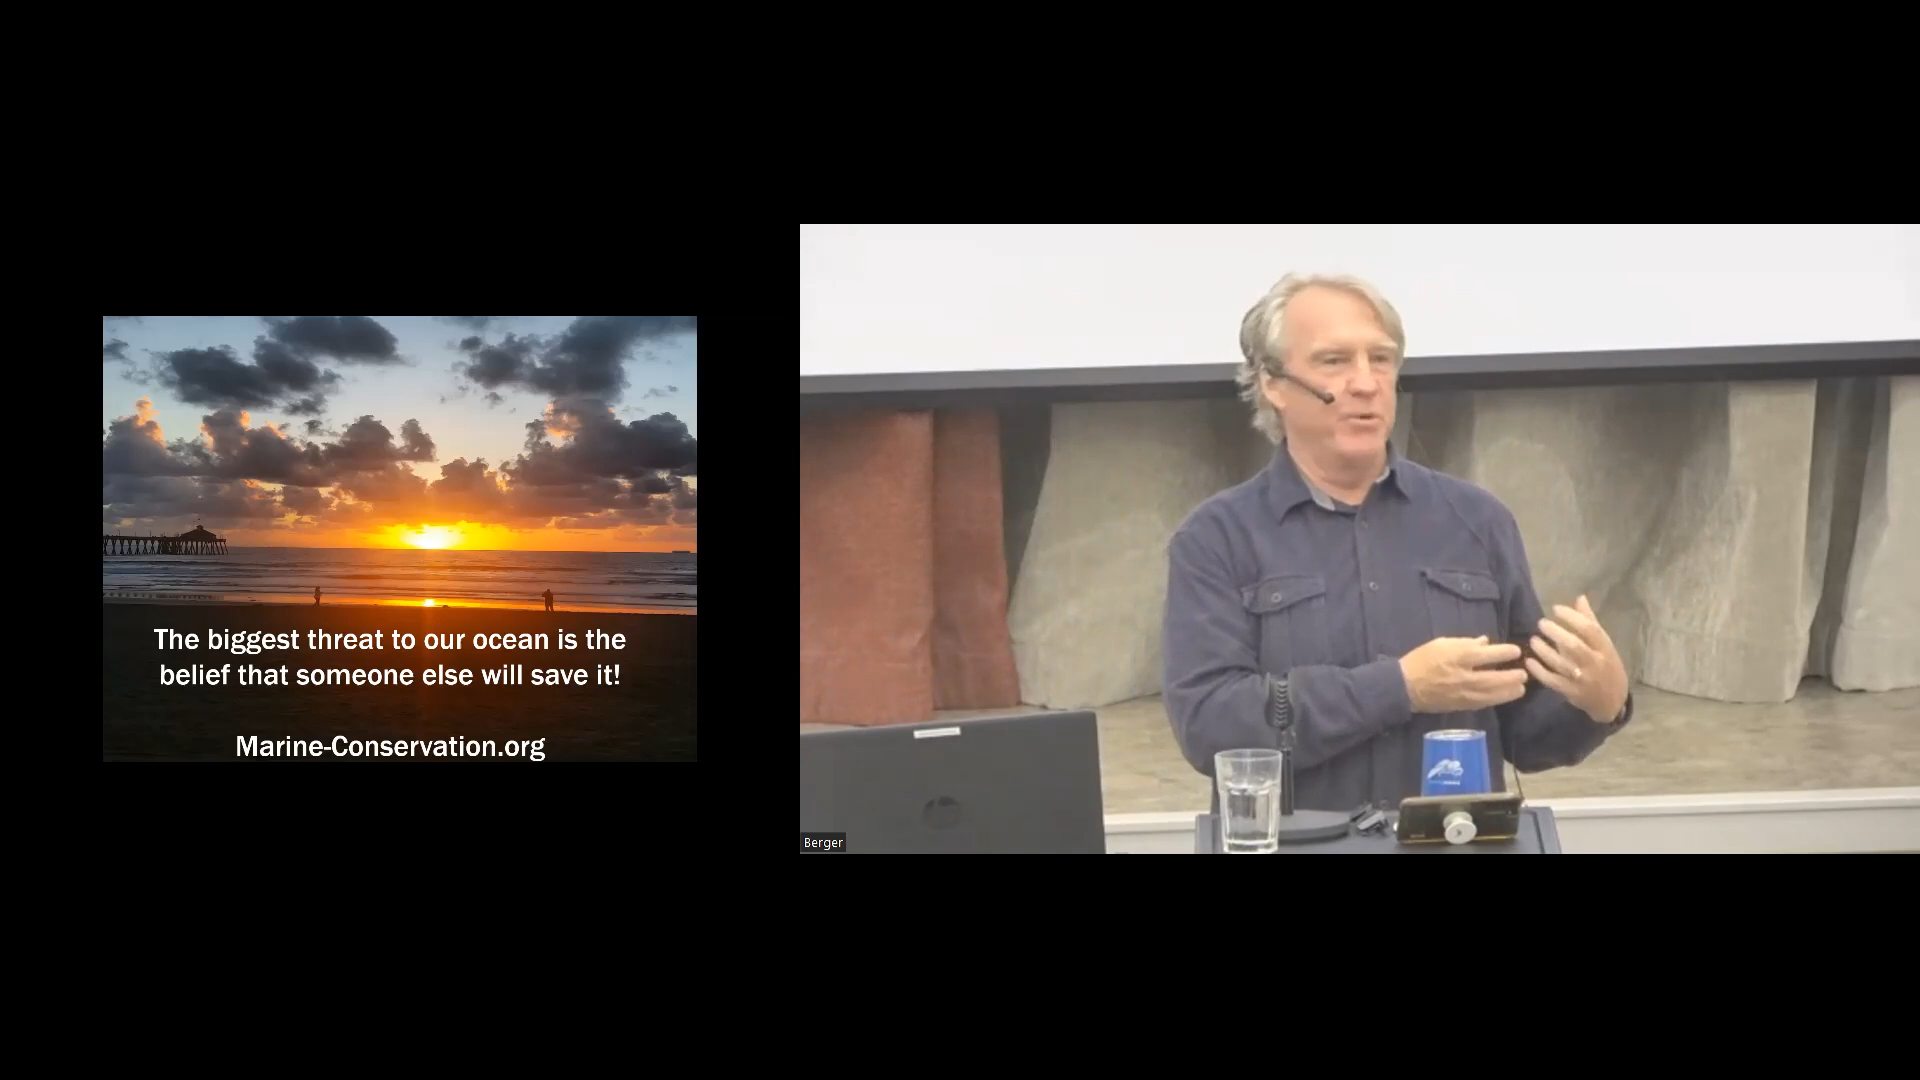 The biggest threat to our ocean is the
belief that someone else will save it!
Marine-Conservation.org
Berger